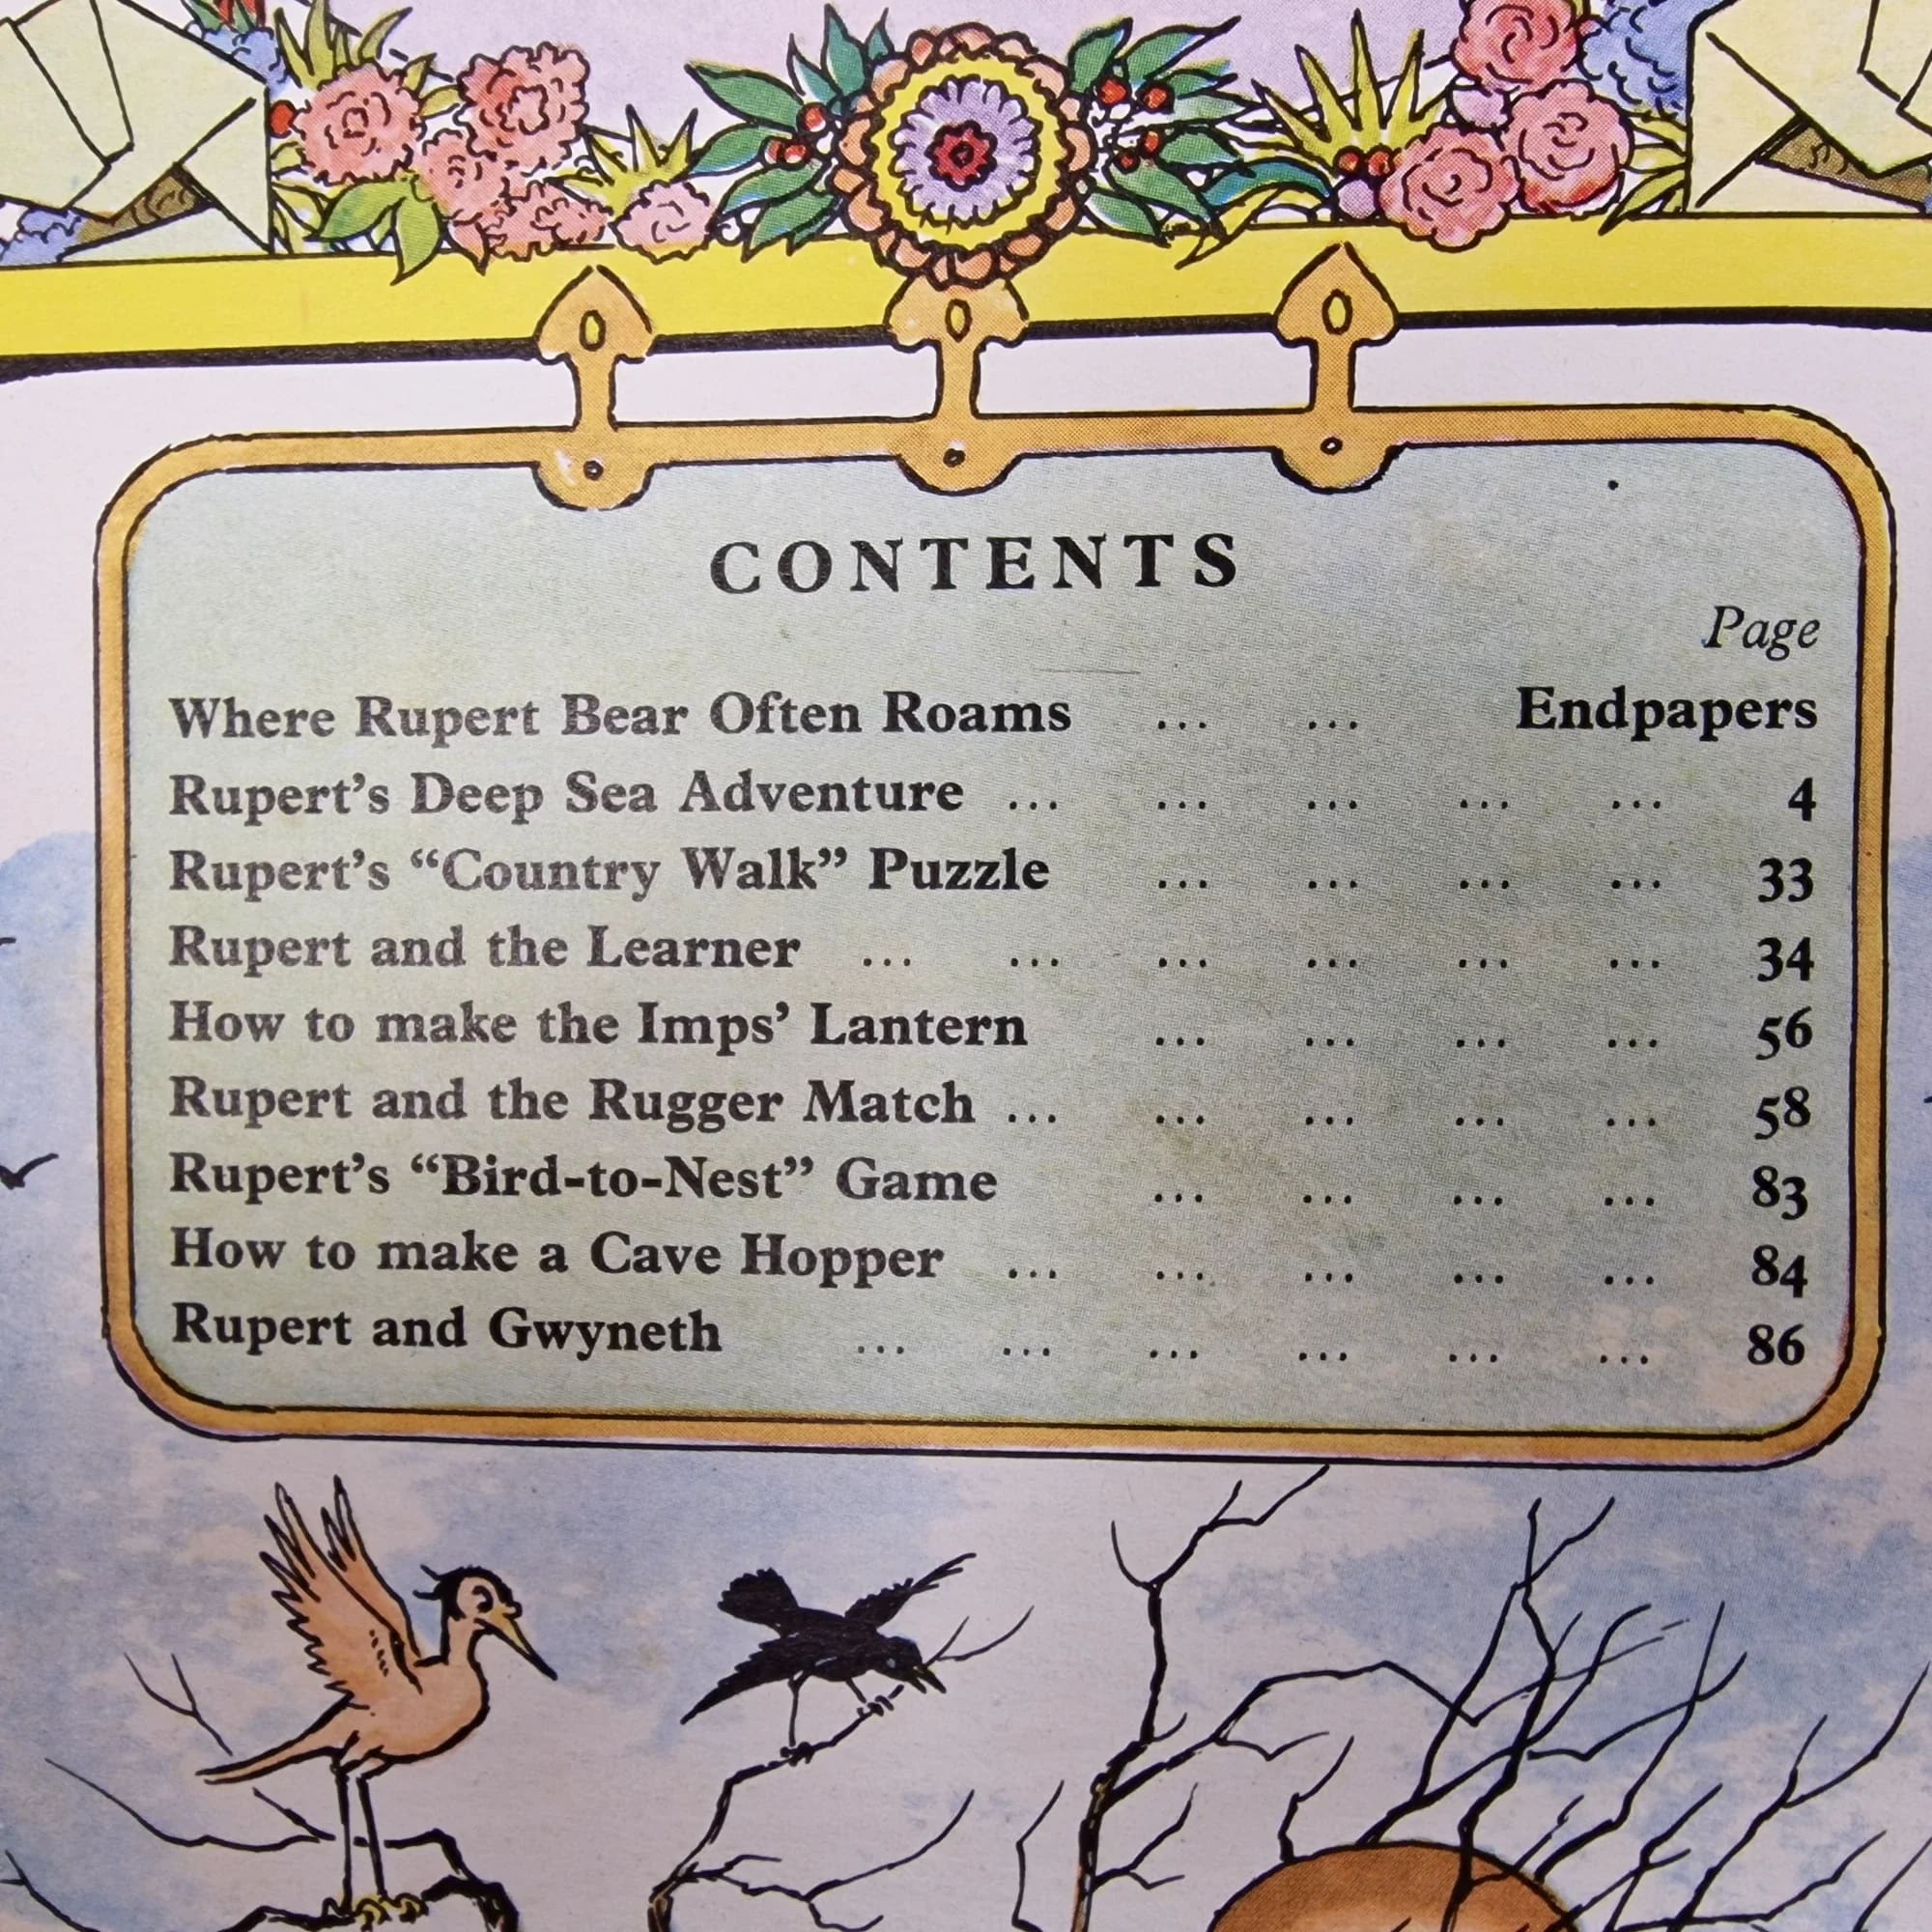 CONTENTS
Page
Where Rupert Bear Often Roams ... ... Endpapers
Rupert's Deep Sea Adventure ... ... ... ... ... 4
Rupert's “Country Walk” Puzzle ... ... ... ... 33
Rupert and the Learner ... ... ... ... ... ... 34
How to make the Imps' Lantern ... ... ... ... 56
Rupert and the Rugger Match ... ... ... ... ... 58
Rupert's “Bird-to-Nest” Game ... ... ... ... 83
How to make a Cave Hopper ... ... ... ... ... 84
Rupert and Gwyneth ... ... ... ... ... ... 86